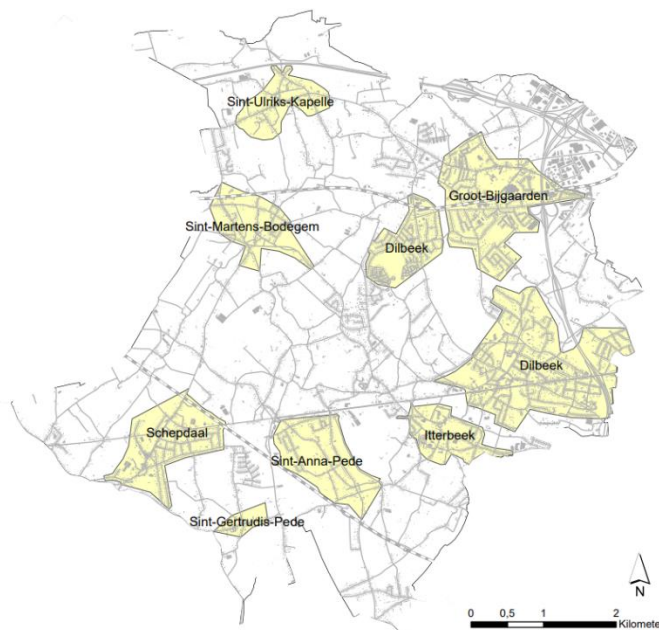 Sint-Ulriks-Kapelle
Groot-Bijgaarden
Sint-Martens-Bodegem
Dilbeek
Dilbeek
Schepdaal
Itterbeek
Sint-Anna-Pede
Sint-Gertrudis-Pede
N
0 0,5 1 2
Kilomete